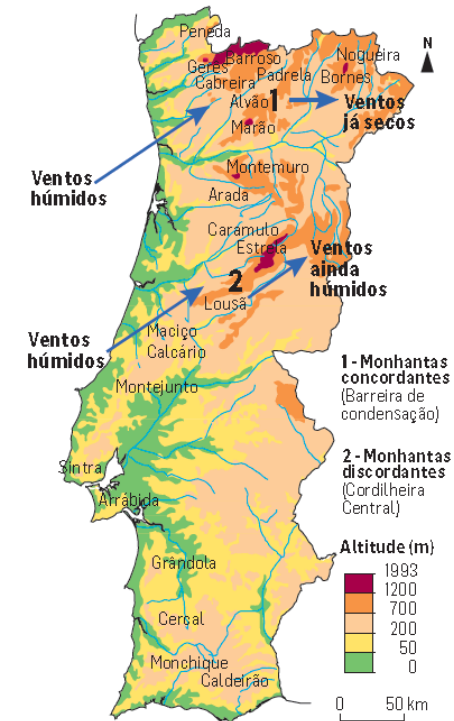 Peneda
N
Barroso
Nogueira
Gerês
Cabreira
Padrela
Bornes
Alvão
1
Ventos
já secos
Marão
Ventos
húmidos
Montemuro
Arada
Caramulo
Estrela
Ventos
ainda
húmidos
2
Lousã
Ventos
húmidos
Maciço
Calcário
Montejunto
1 - Monhantas
concordantes
(Barreira de
condensação)
2 - Monhantas
discordantes
(Cordilheira
Central)
Sintra
Arrábida
Grândola
Cercal
Monchique
Caldeirão
Altitude (m)
1993
1200
700
200
50
0
0 50 km